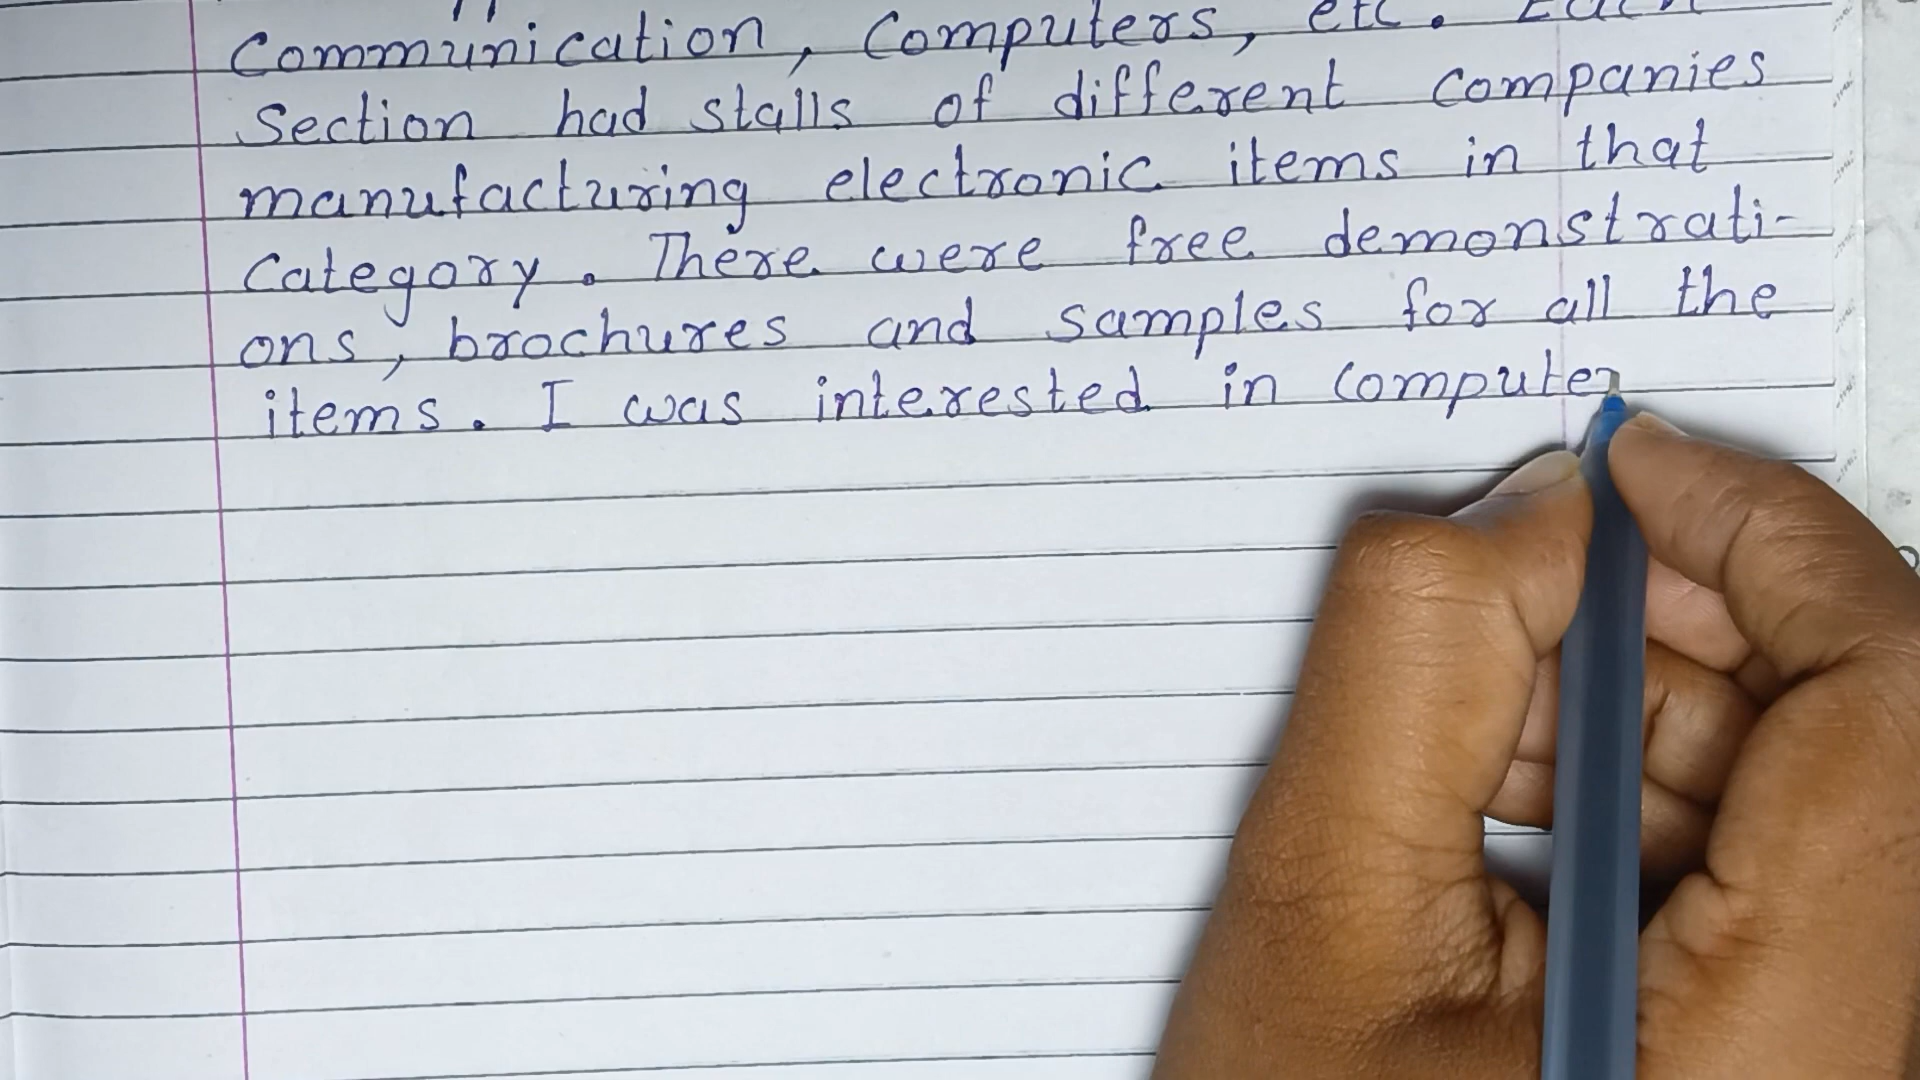 Communication, Computers, etc. Each
Section had stalls of different companies
manufacturing electronic items in that
Category. There were free demonstrati-
ons, brochures and samples for all the
items. I was interested in computer